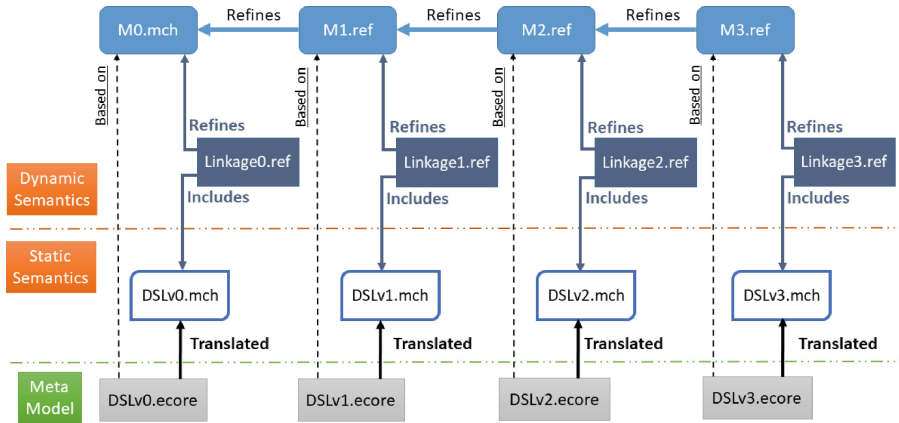 M0.mch
Refines
M1.ref
Refines
M2.ref
Refines
M3.ref
Based on
Based on
Based on
Based on
Refines
Refines
Refines
Refines
Linkage0.ref
Linkage1.ref
Linkage2.ref
Linkage3.ref
Dynamic
Semantics
Includes
Includes
Includes
Includes
Static
Semantics
DSLv0.mch
DSLv1.mch
DSLv2.mch
DSLv3.mch
Translated
Translated
Translated
Translated
Meta
Model
DSLv0.ecore
DSLv1.ecore
DSLv2.ecore
DSLv3.ecore